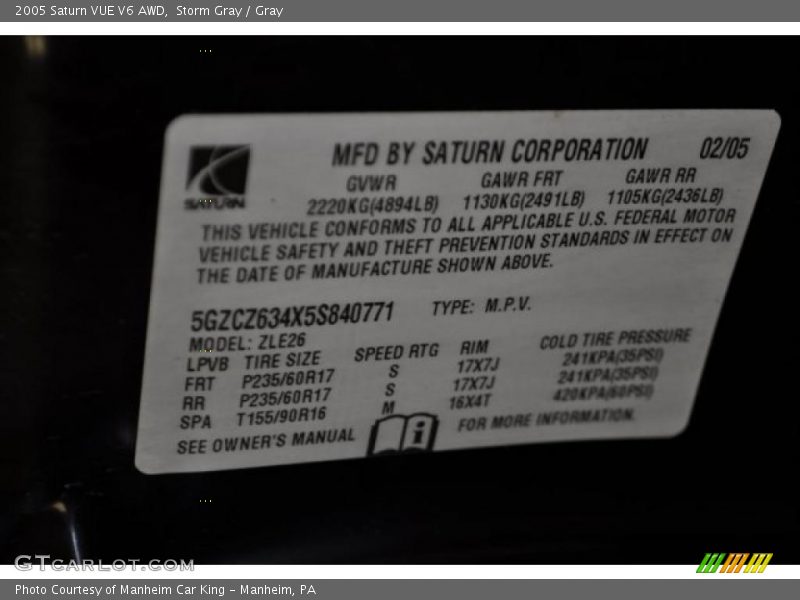 2005 Saturn VUE V6 AWD, Storm Gray / Gray
MFD BY SATURN CORPORATION 02/05
SATURN
GVWR GAWR FRT GAWR RR
2220KG(4894LB) 1130KG(2491LB) 1105KG(2436LB)
THIS VEHICLE CONFORMS TO ALL APPLICABLE U.S. FEDERAL MOTOR
VEHICLE SAFETY AND THEFT PREVENTION STANDARDS IN EFFECT ON
THE DATE OF MANUFACTURE SHOWN ABOVE.
5GZCZ634X5S840771 TYPE: M.P.V.
MODEL: ZLE26
LPVB TIRE SIZE SPEED RTG RIM COLD TIRE PRESSURE
FRT P235/60R17 S 17X7J 241KPA(35PSI)
RR P235/60R17 S 17X7J 241KPA(35PSI)
SPA T155/90R16 M 16X4T 420KPA(60PSI)
SEE OWNER'S MANUAL i FOR MORE INFORMATION.
GTcarlot.com
Photo Courtesy of Manheim Car King - Manheim, PA